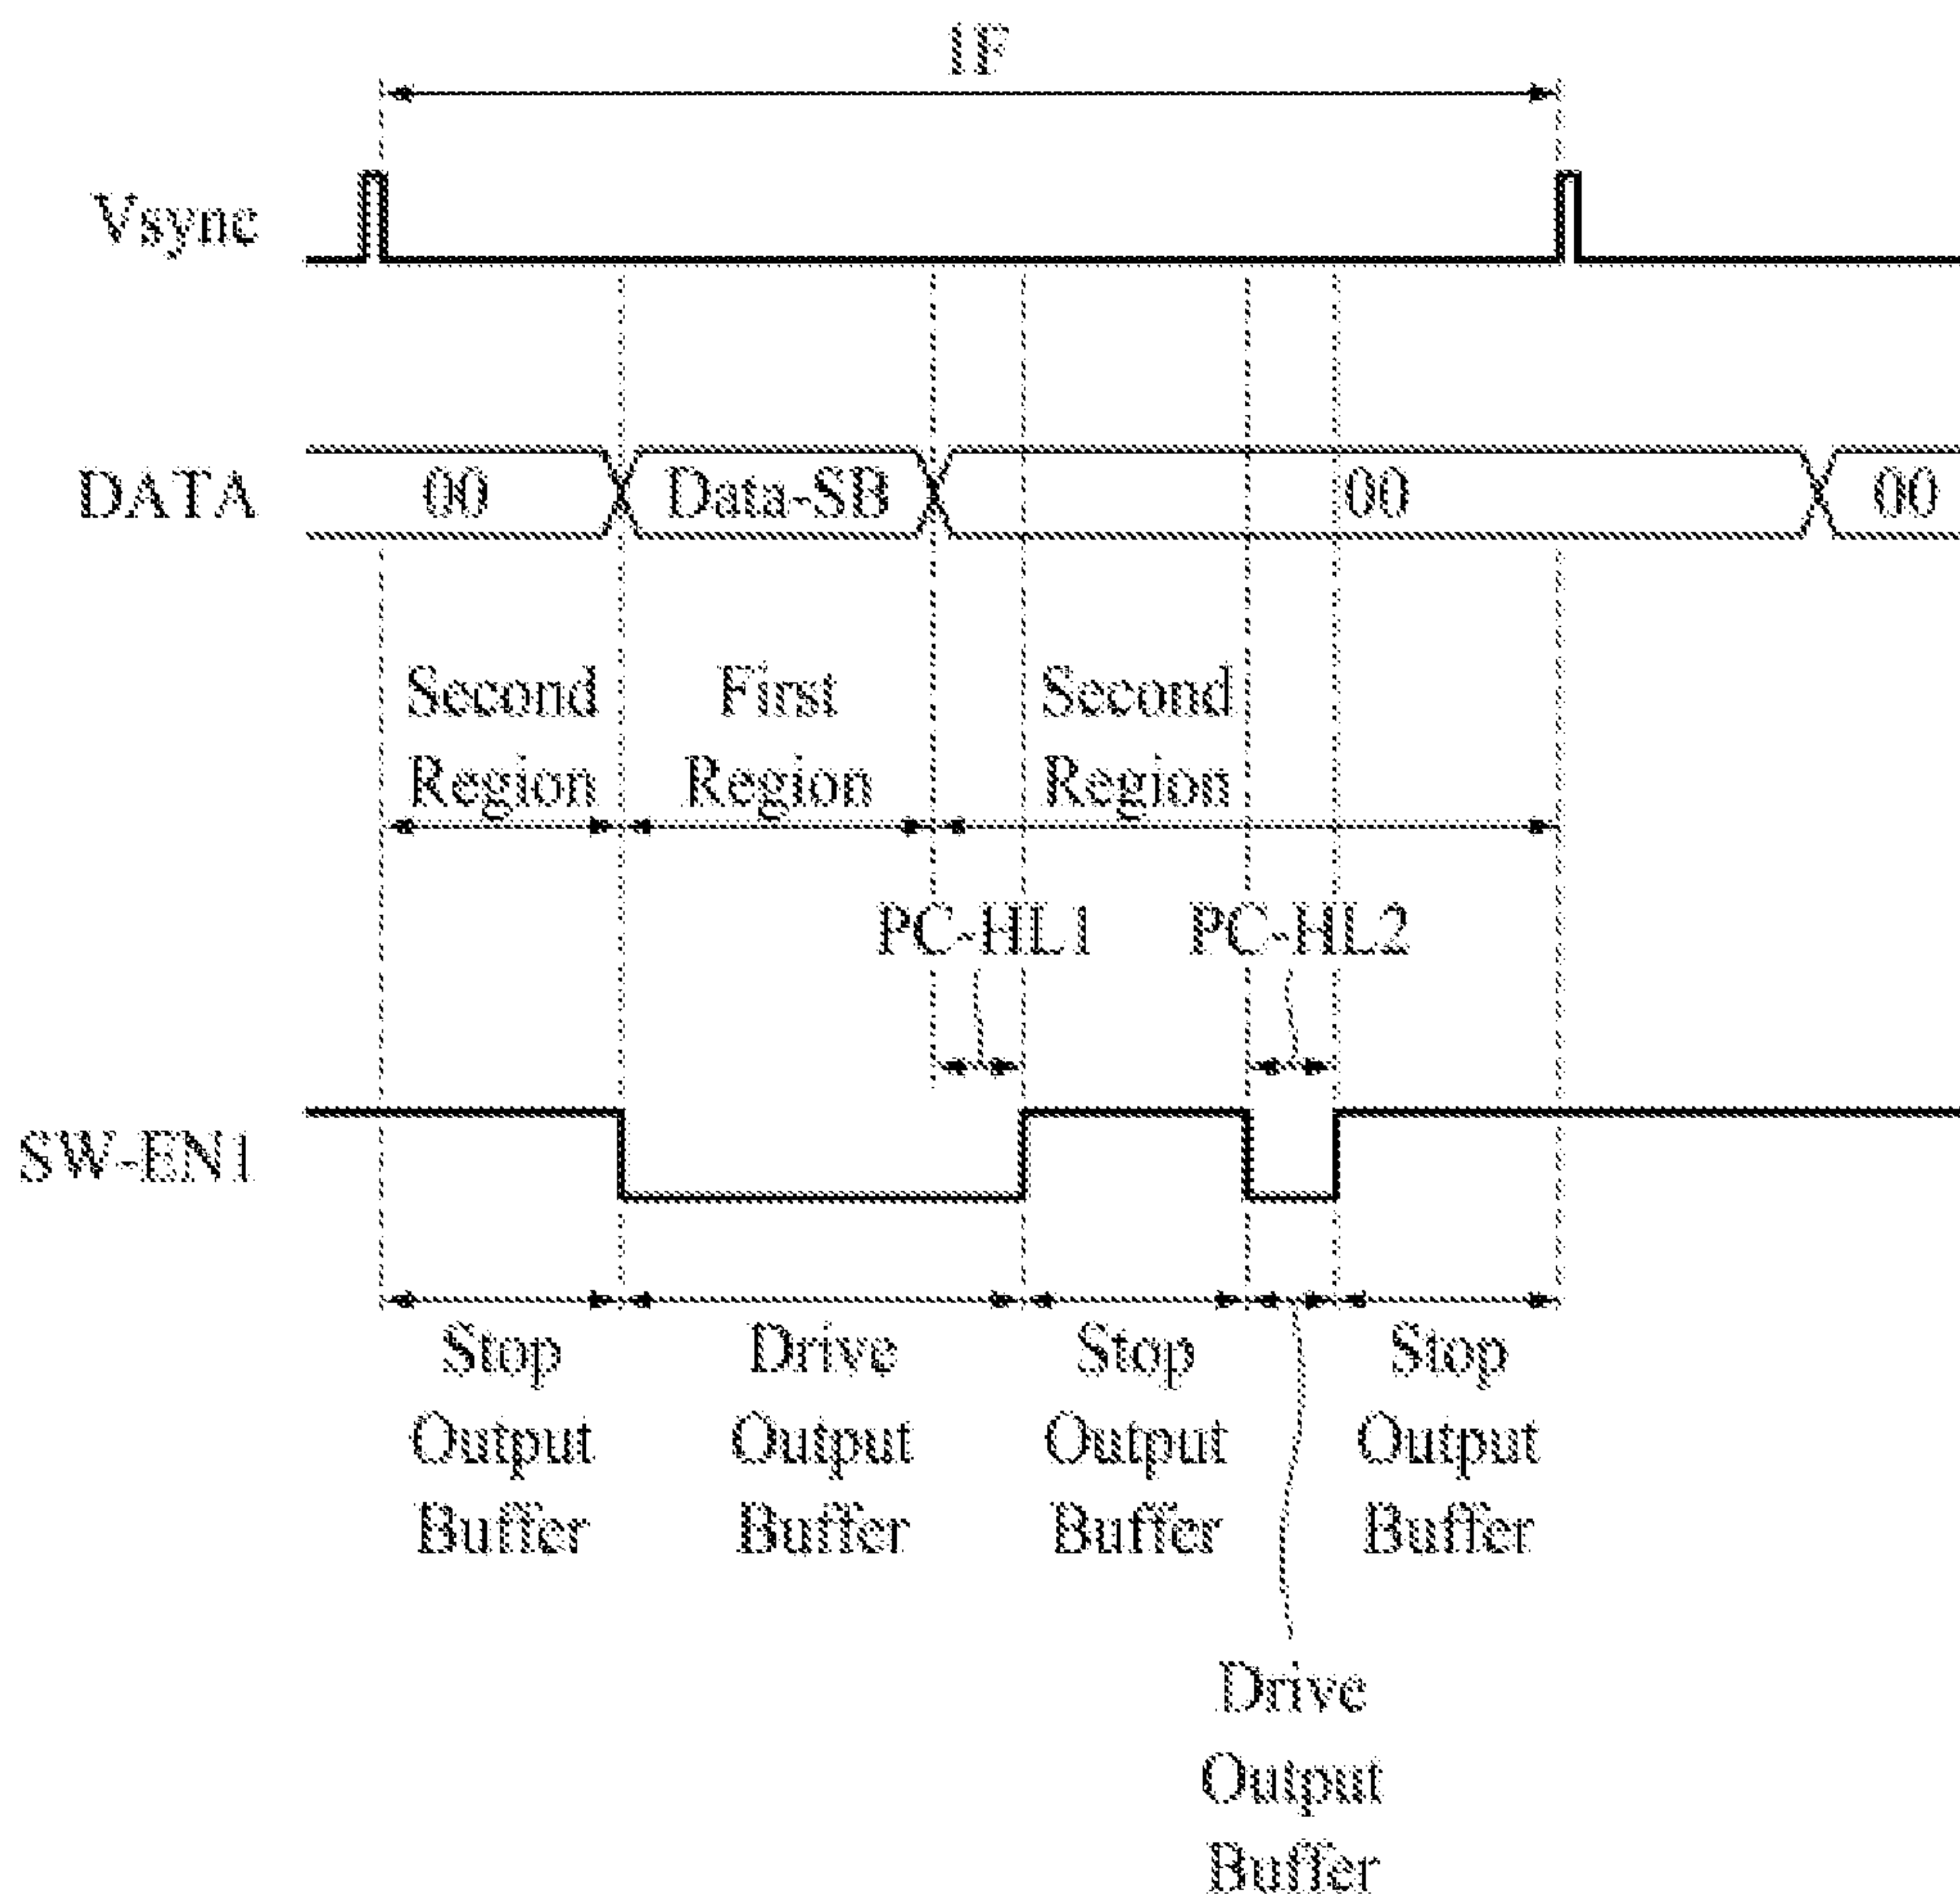 1F
Vsync
DATA
00
Data-SB
00
00
Second
Region
First
Region
Second
Region
PC-HL1
PC-HL2
SW-EN1
Stop
Output
Buffer
Drive
Output
Buffer
Stop
Output
Buffer
Stop
Output
Buffer
Drive
Output
Buffer